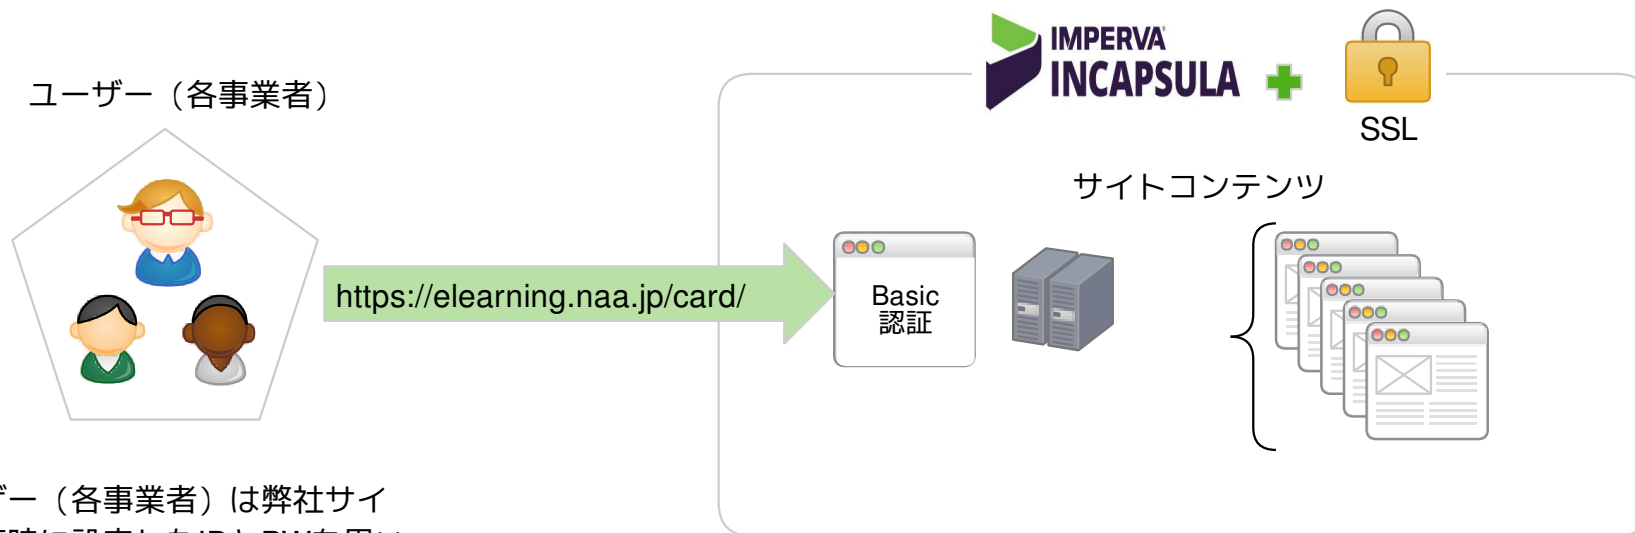 IMPERVA
INCAPSULA
SSL
ユーザー（各事業者）
サイトコンテンツ
https://elearning.naa.jp/card/
Basic
認証
ー（各事業者）は弊社サイ